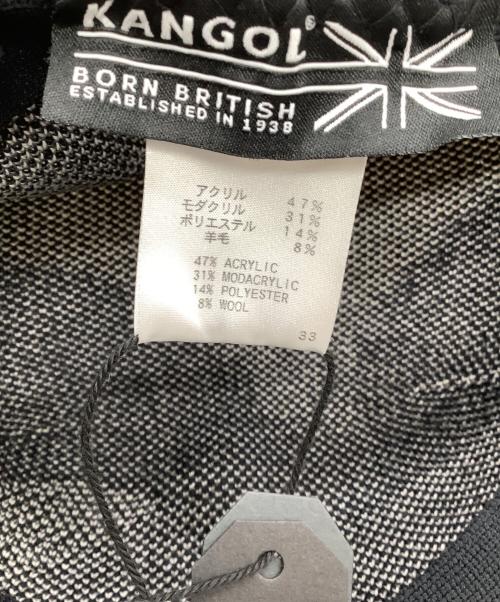 KANGOL®
BORN BRITISH
ESTABLISHED IN 1938
アクリル 47%
モダクリル 31%
ポリエステル 14%
羊毛 8%
47% ACRYLIC
31% MODACRYLIC
14% POLYESTER
8% WOOL
33